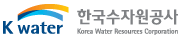 K water 한국수자원공사
Korea Water Resources Corporation